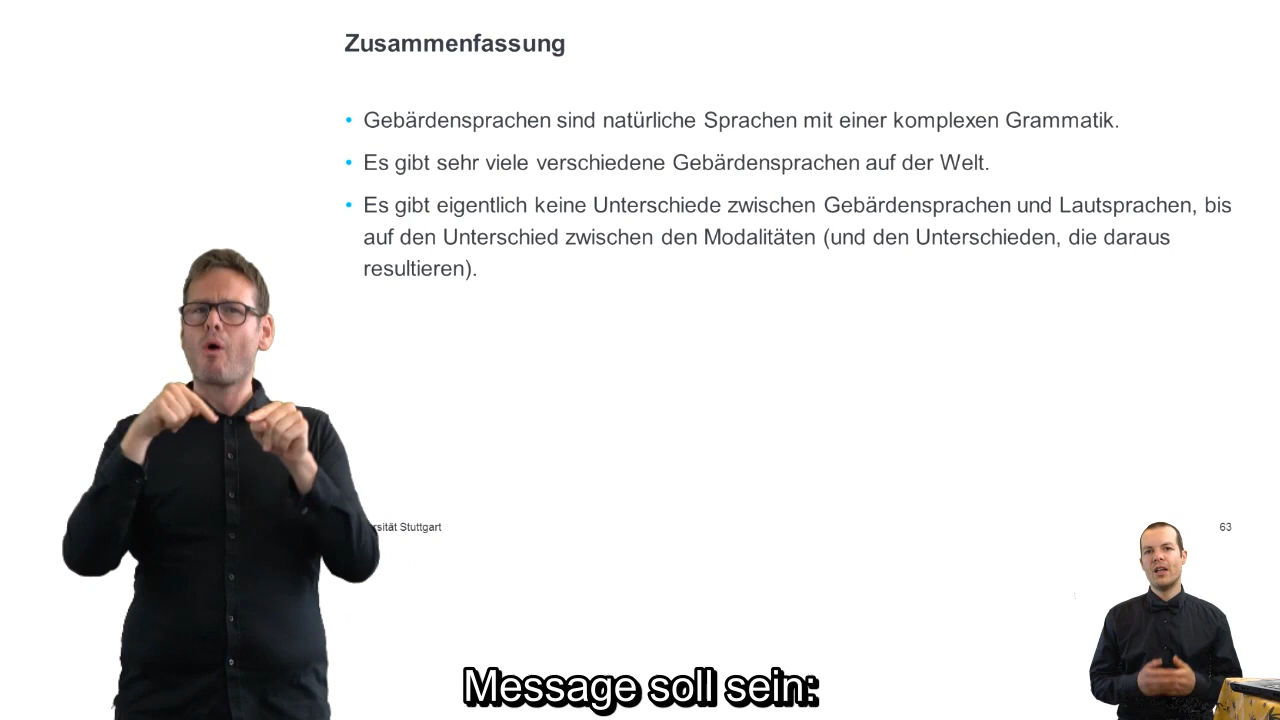 Zusammenfassung
• Gebärdensprachen sind natürliche Sprachen mit einer komplexen Grammatik.
• Es gibt sehr viele verschiedene Gebärdensprachen auf der Welt.
• Es gibt eigentlich keine Unterschiede zwischen Gebärdensprachen und Lautsprachen, bis
auf den Unterschied zwischen den Modalitäten (und den Unterschieden, die daraus
resultieren).
rsität Stuttgart
63
Message soll sein: